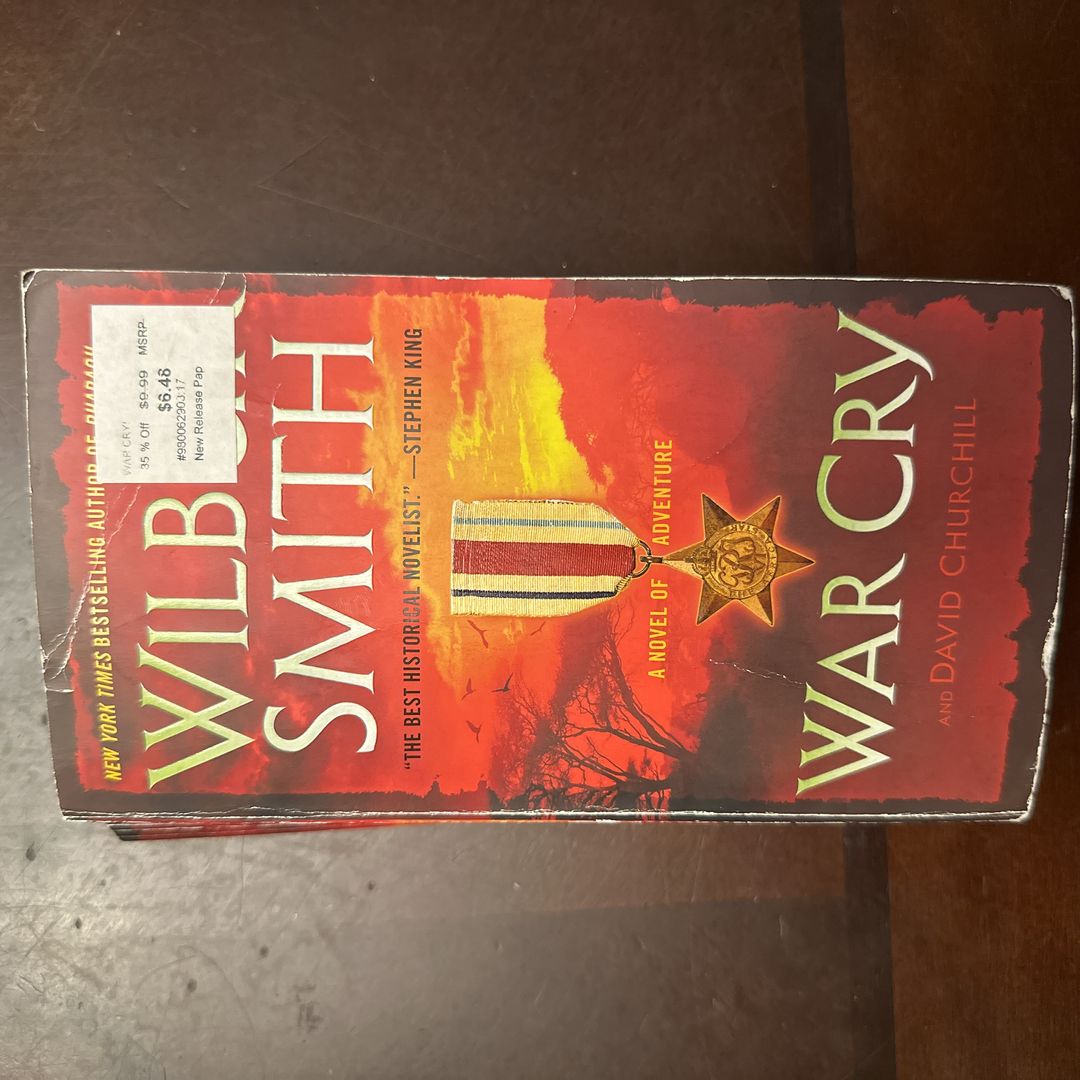 NEW YORK TIMES BESTSELLING AUTHOR OF PHARAOH
WAR CRY!
35 % Off $9.99 MSRP
$6.46
New Release Pap
WILBUR
SMITH
"THE BEST HISTORICAL NOVELIST." —STEPHEN KING
A NOVEL OF ADVENTURE
WAR CRY
AND DAVID CHURCHILL